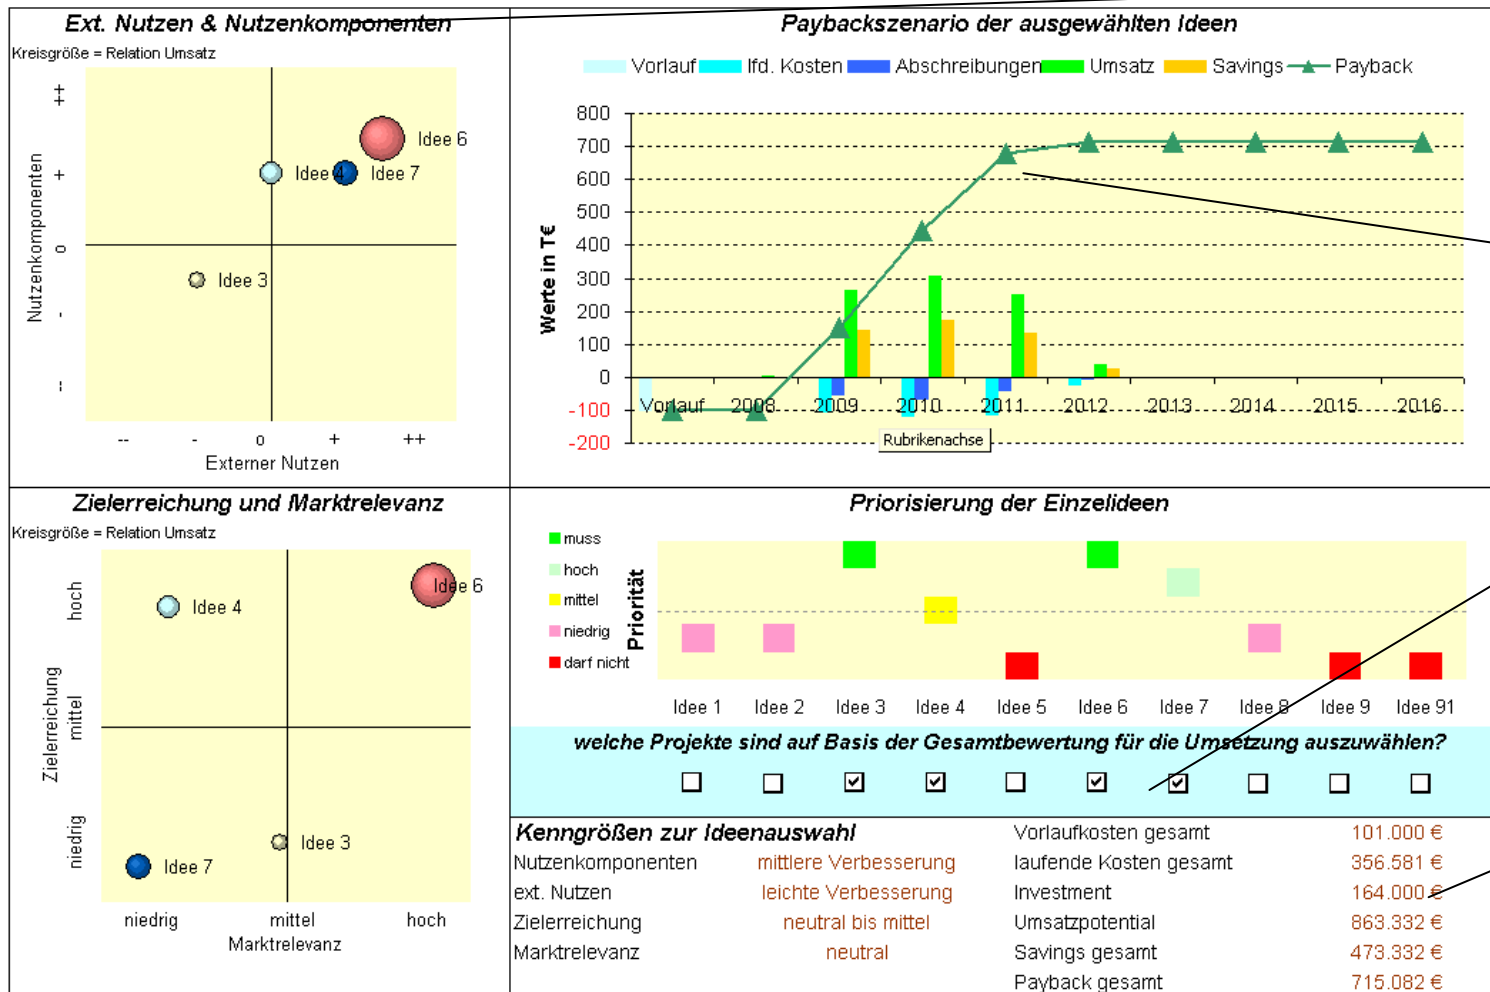 Ext. Nutzen & Nutzenkomponenten
Kreisgröße = Relation Umsatz
++
+
o
-
--
Nutzenkomponenten
Idee 6
Idee 4
Idee 7
Idee 3
-- - o + ++
Externer Nutzen
Paybackszenario der ausgewählten Ideen
Vorlauf lfd. Kosten Abschreibungen Umsatz Savings Payback
Werte in T€
800
700
600
500
400
300
200
100
0
-100
-200
Vorlauf 2008 2009 2010 2011 2012 2013 2014 2015 2016
Rubrikenachse
Zielerreichung und Marktrelevanz
Kreisgröße = Relation Umsatz
hoch
mittel
niedrig
Zielerreichung
Idee 6
Idee 4
Idee 3
Idee 7
niedrig mittel hoch
Marktrelevanz
Priorisierung der Einzelideen
muss
hoch
mittel
niedrig
darf nicht
Priorität
Idee 1 Idee 2 Idee 3 Idee 4 Idee 5 Idee 6 Idee 7 Idee 8 Idee 9 Idee 91
welche Projekte sind auf Basis der Gesamtbewertung für die Umsetzung auszuwählen?
Kenngrößen zur Ideenauswahl
Nutzenkomponenten mittlere Verbesserung
ext. Nutzen leichte Verbesserung
Zielerreichung neutral bis mittel
Marktrelevanz neutral
Vorlaufkosten gesamt 101.000 €
laufende Kosten gesamt 356.581 €
Investment 164.000 €
Umsatzpotential 863.332 €
Savings gesamt 473.332 €
Payback gesamt 715.082 €